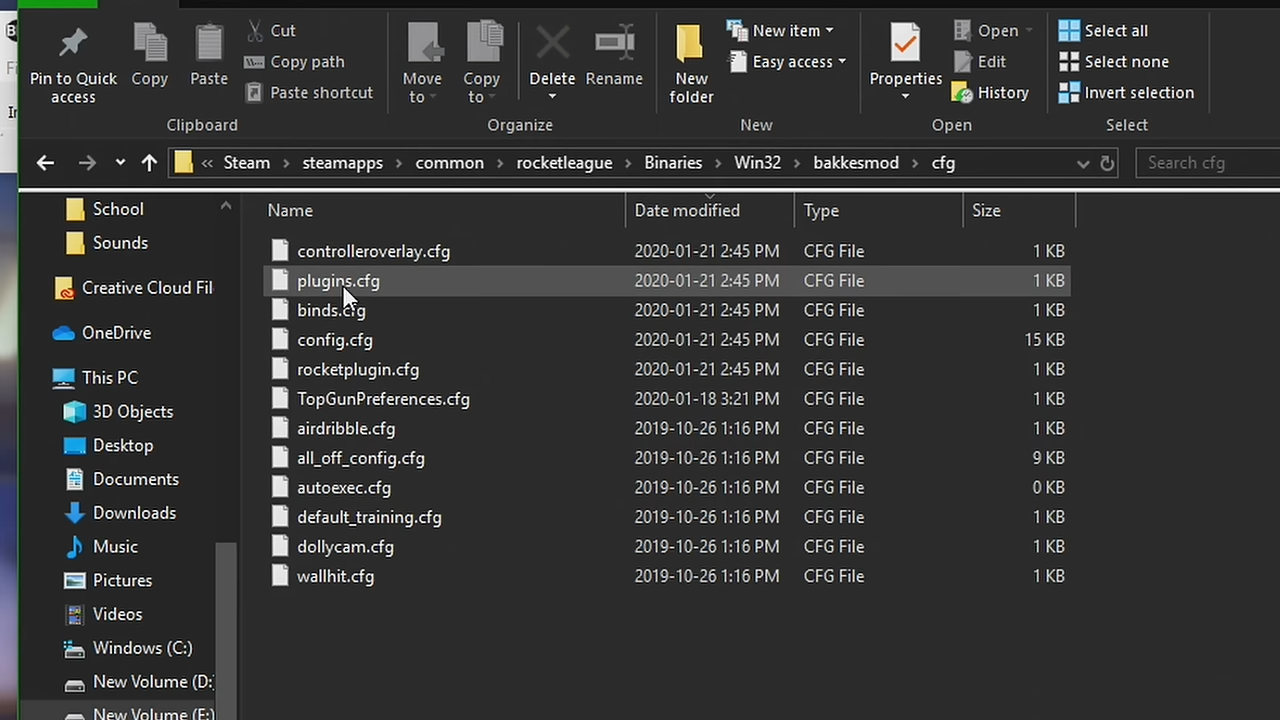 Pin to Quick access
Copy
Paste
Cut
Copy path
Paste shortcut
Clipboard
Move to
Copy to
Delete
Rename
Organize
New folder
New item
Easy access
New
Properties
Open
Edit
History
Open
Select all
Select none
Invert selection
Select
« Steam › steamapps › common › rocketleague › Binaries › Win32 › bakkesmod › cfg
Search cfg
School
Sounds
Creative Cloud Fil
OneDrive
This PC
3D Objects
Desktop
Documents
Downloads
Music
Pictures
Videos
Windows (C:)
New Volume (D:
New Volume (E:)
Name Date modified Type Size
controlleroverlay.cfg 2020-01-21 2:45 PM CFG File 1 KB
plugins.cfg 2020-01-21 2:45 PM CFG File 1 KB
binds.cfg 2020-01-21 2:45 PM CFG File 1 KB
config.cfg 2020-01-21 2:45 PM CFG File 15 KB
rocketplugin.cfg 2020-01-21 2:45 PM CFG File 1 KB
TopGunPreferences.cfg 2020-01-18 3:21 PM CFG File 1 KB
airdribble.cfg 2019-10-26 1:16 PM CFG File 1 KB
all_off_config.cfg 2019-10-26 1:16 PM CFG File 9 KB
autoexec.cfg 2019-10-26 1:16 PM CFG File 0 KB
default_training.cfg 2019-10-26 1:16 PM CFG File 1 KB
dollycam.cfg 2019-10-26 1:16 PM CFG File 1 KB
wallhit.cfg 2019-10-26 1:16 PM CFG File 1 KB